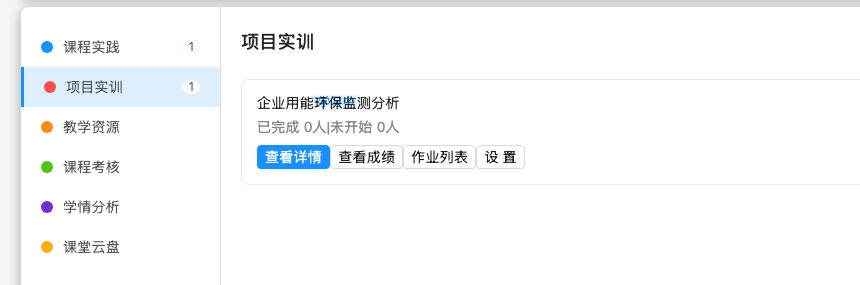 课程实践 1
项目实训 1
教学资源
课程考核
学情分析
课堂云盘
项目实训
企业用能环保监测分析
已完成 0人|未开始 0人
查看详情 查看成绩 作业列表 设 置